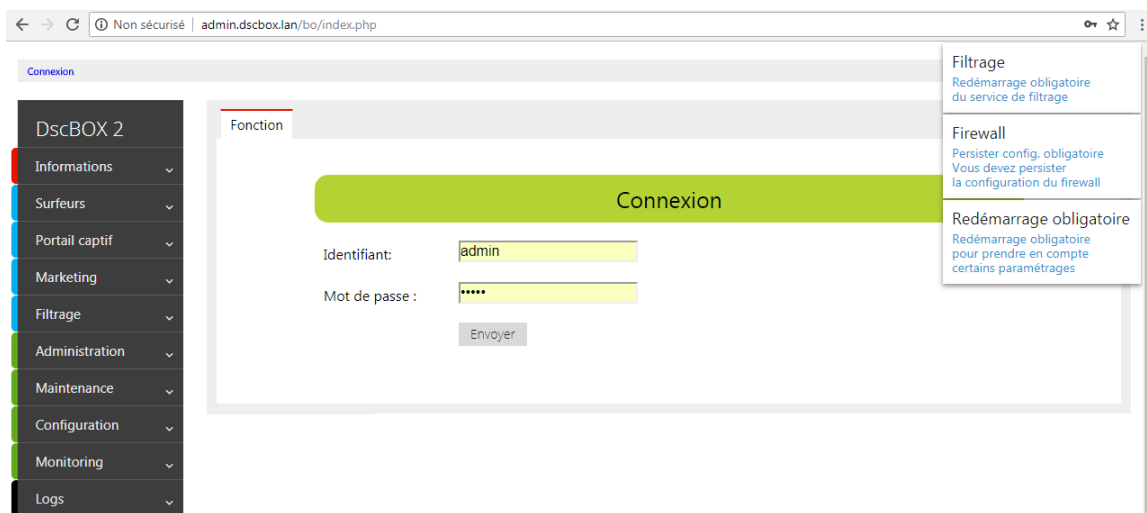 Non sécurisé | admin.dscbox.lan/bo/index.php
Connexion
DscBOX 2
Informations
Surfeurs
Portail captif
Marketing
Filtrage
Administration
Maintenance
Configuration
Monitoring
Logs
Fonction
Connexion
Identifiant: admin
Mot de passe : •••••
Envoyer
Filtrage
Redémarrage obligatoire
du service de filtrage
Firewall
Persister config. obligatoire
Vous devez persister
la configuration du firewall
Redémarrage obligatoire
Redémarrage obligatoire
pour prendre en compte
certains paramétrages